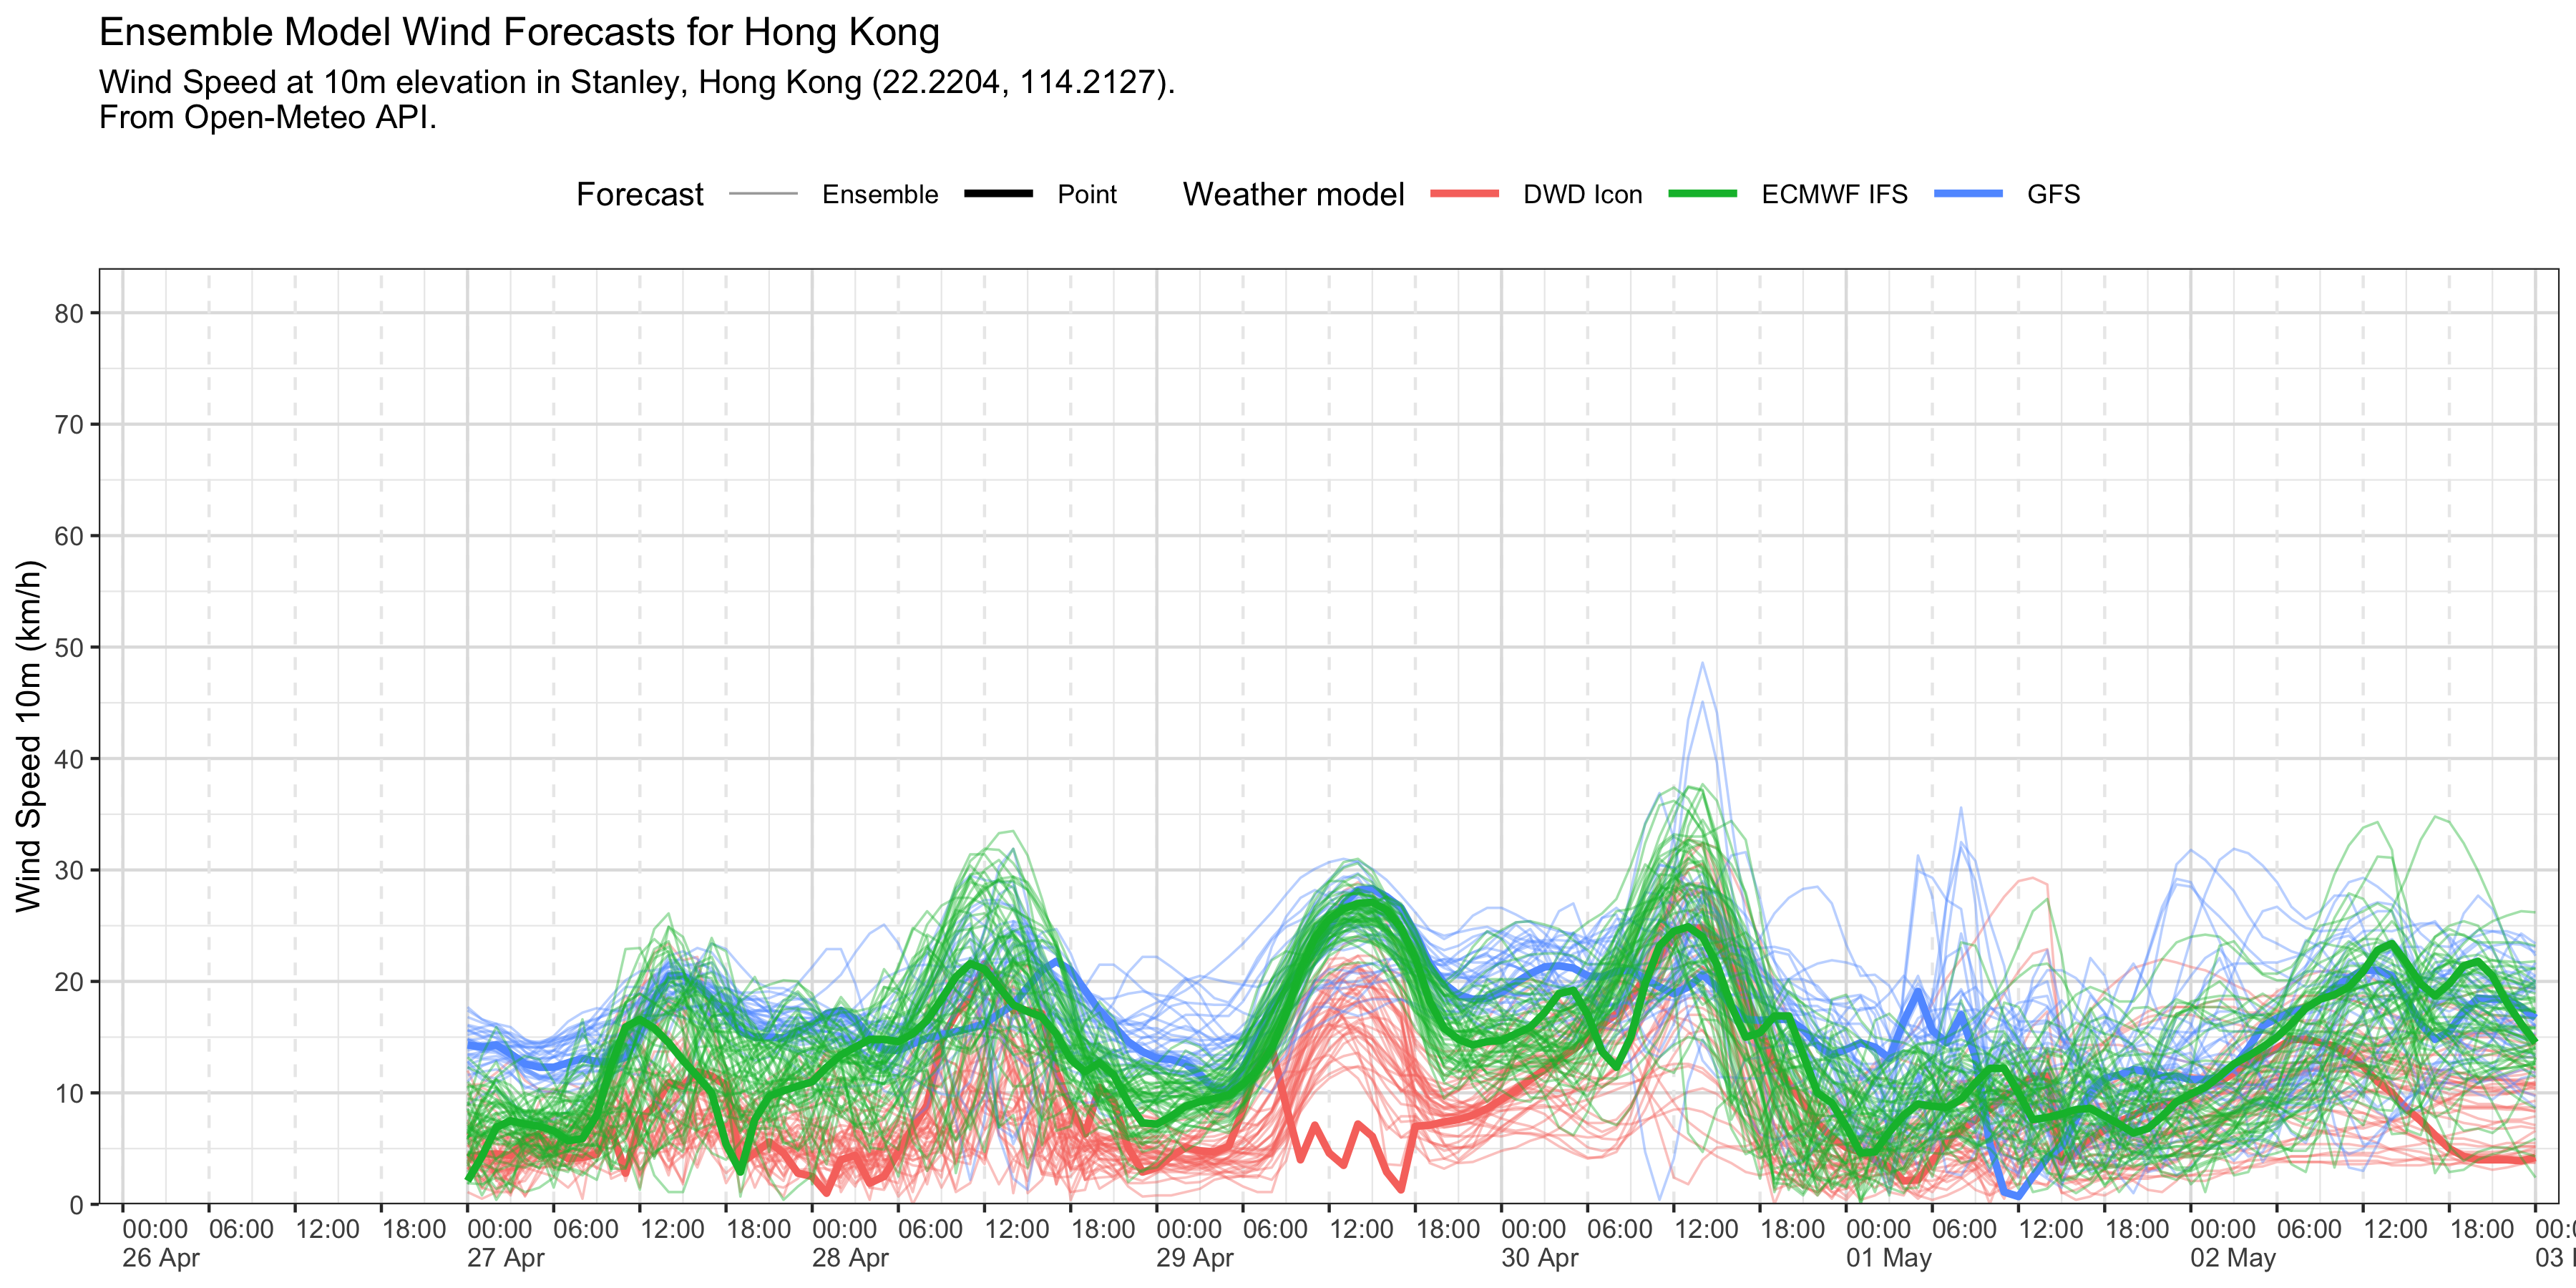 Ensemble Model Wind Forecasts for Hong Kong
Wind Speed at 10m elevation in Stanley, Hong Kong (22.2204, 114.2127).
From Open-Meteo API.
Forecast Ensemble Point Weather model DWD Icon ECMWF IFS GFS
Wind Speed 10m (km/h)
80
70
60
50
40
30
20
10
0
00:00 06:00 12:00 18:00 00:00 06:00 12:00 18:00 00:00 06:00 12:00 18:00 00:00 06:00 12:00 18:00 00:00 06:00 12:00 18:00 00:00 06:00 12:00 18:00 00:00 06:00 12:00 18:00
26 Apr 27 Apr 28 Apr 29 Apr 30 Apr 01 May 02 May 03